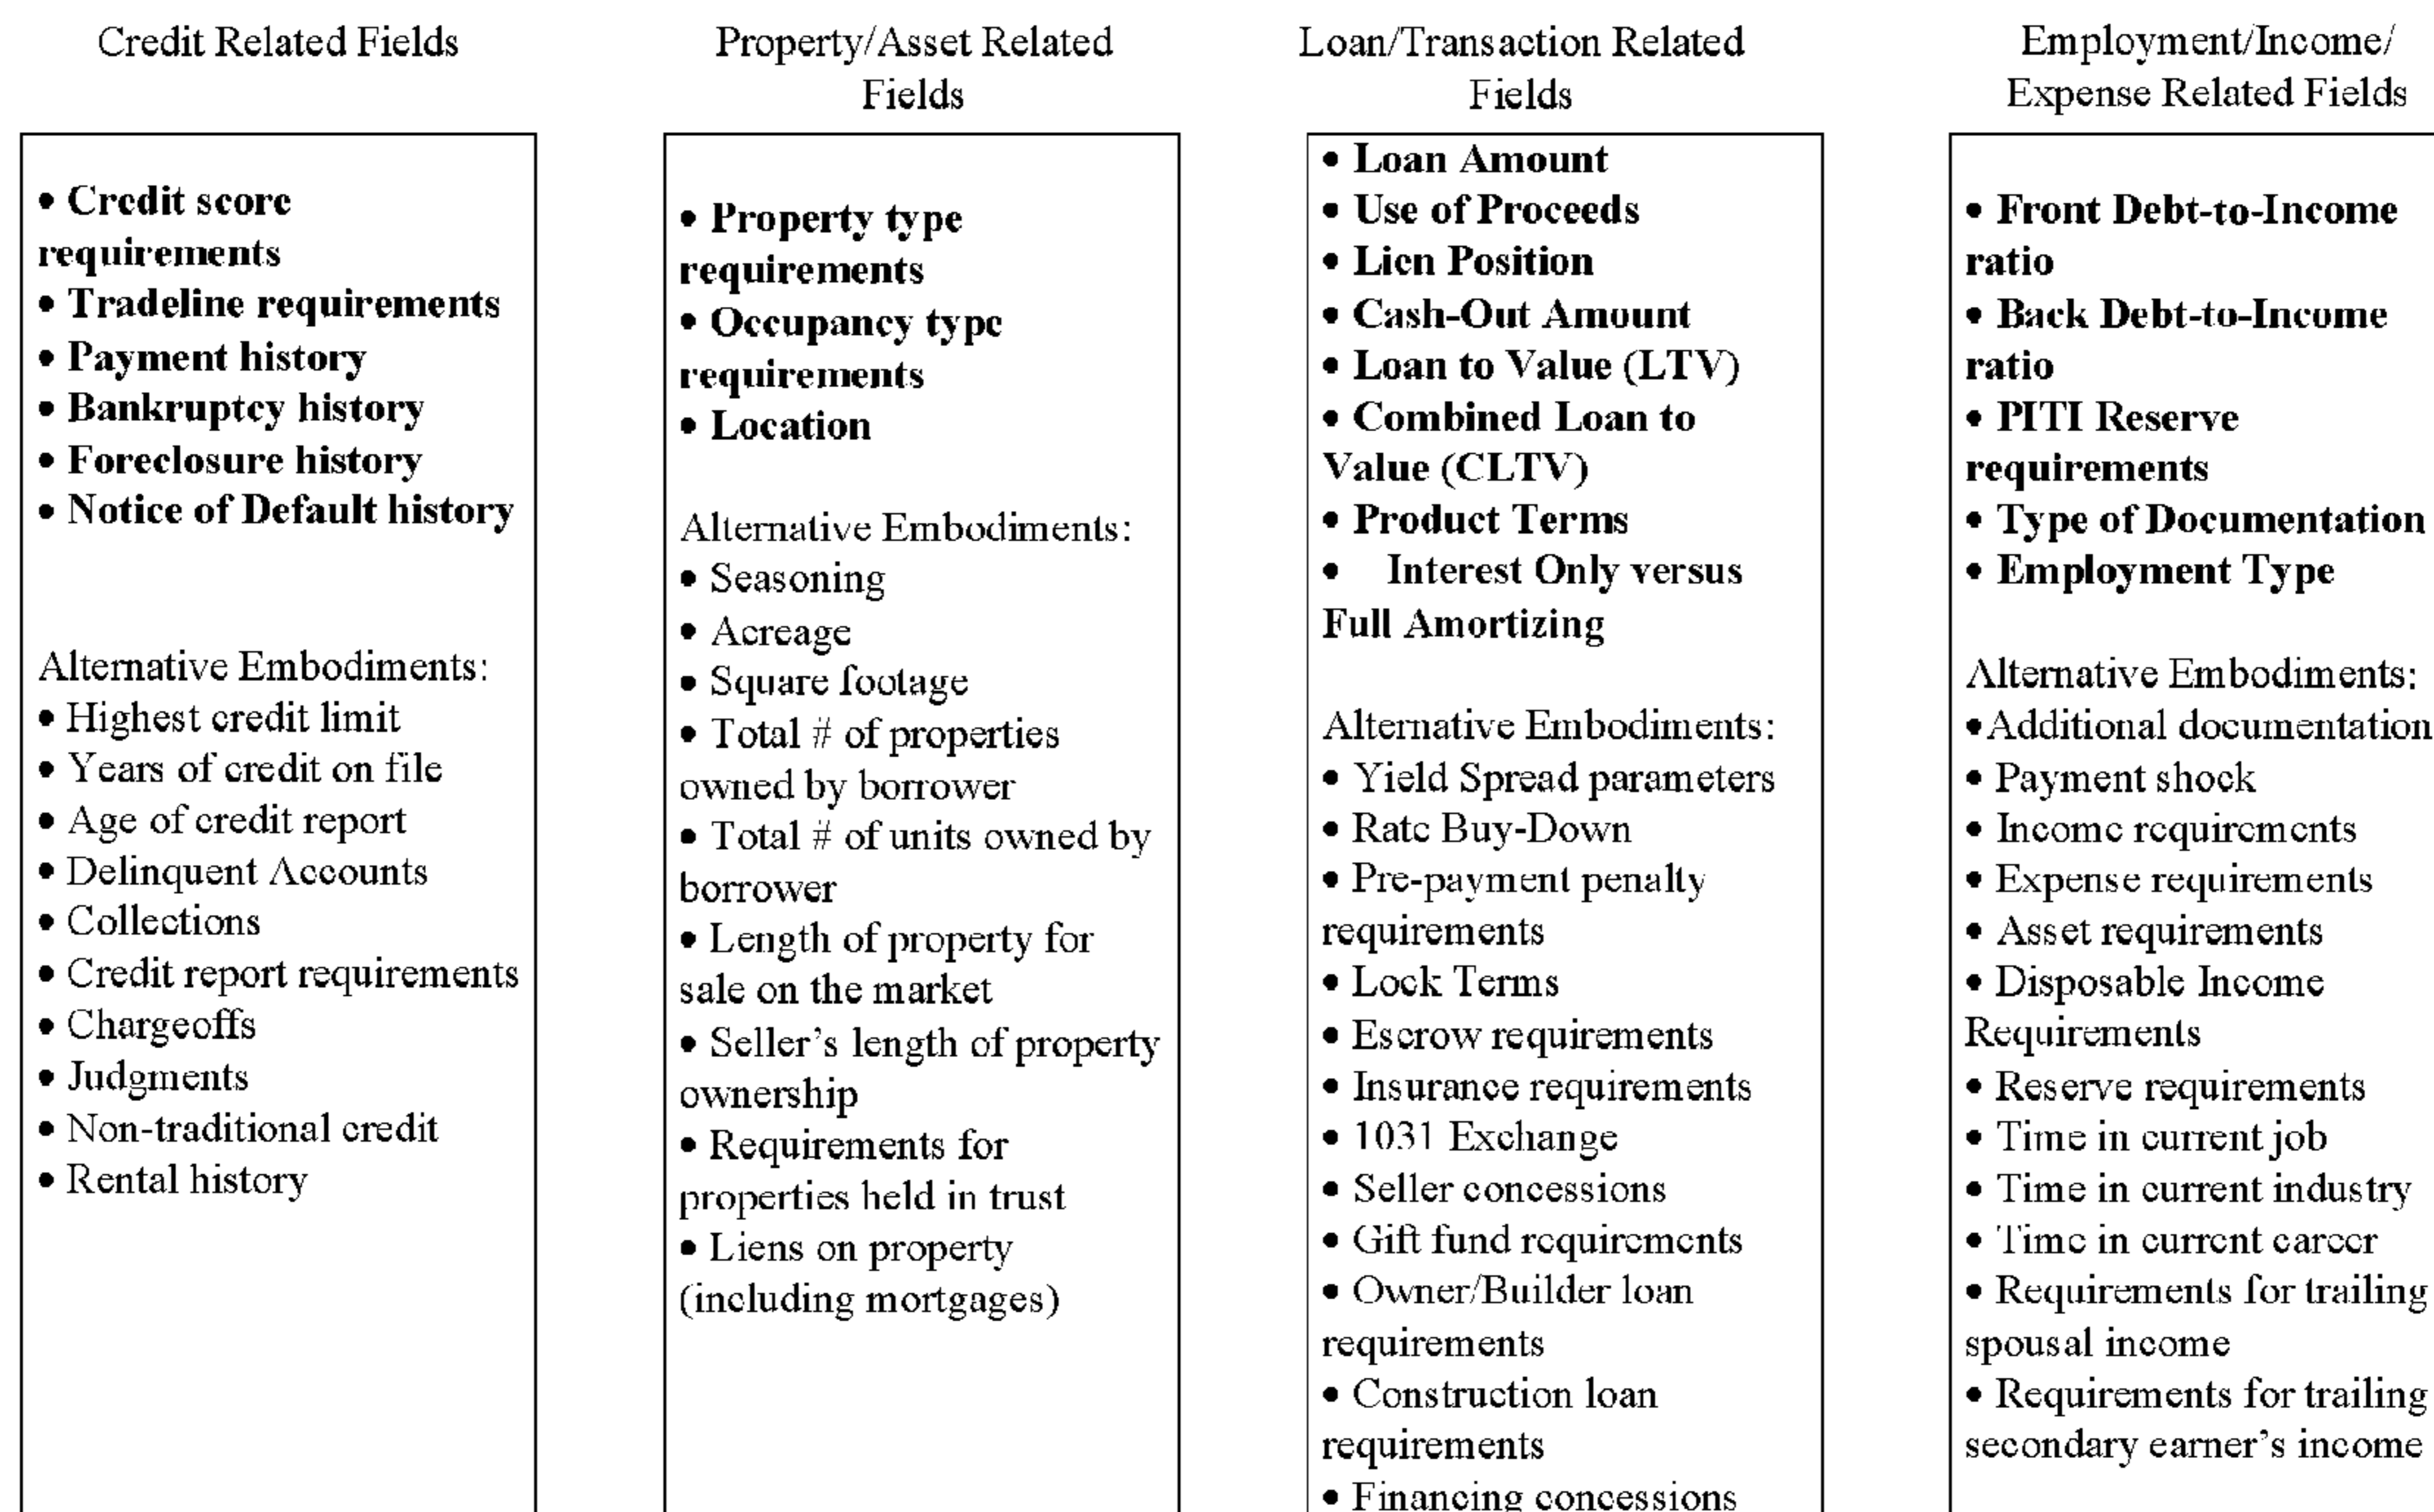 Credit Related Fields
• Credit score
requirements
• Tradeline requirements
• Payment history
• Bankruptcy history
• Foreclosure history
• Notice of Default history
Alternative Embodiments:
• Highest credit limit
• Years of credit on file
• Age of credit report
• Delinquent Accounts
• Collections
• Credit report requirements
• Chargeoffs
• Judgments
• Non-traditional credit
• Rental history
Property/Asset Related
Fields
• Property type
requirements
• Occupancy type
requirements
• Location
Alternative Embodiments:
• Seasoning
• Acreage
• Square footage
• Total # of properties
owned by borrower
• Total # of units owned by
borrower
• Length of property for
sale on the market
• Seller's length of property
ownership
• Requirements for
properties held in trust
• Liens on property
(including mortgages)
Loan/Transaction Related
Fields
• Loan Amount
• Use of Proceeds
• Lien Position
• Cash-Out Amount
• Loan to Value (LTV)
• Combined Loan to
Value (CLTV)
• Product Terms
• Interest Only versus
Full Amortizing
Alternative Embodiments:
• Yield Spread parameters
• Rate Buy-Down
• Pre-payment penalty
requirements
• Lock Terms
• Escrow requirements
• Insurance requirements
• 1031 Exchange
• Seller concessions
• Gift fund requirements
• Owner/Builder loan
requirements
• Construction loan
requirements
• Financing concessions
Employment/Income/
Expense Related Fields
• Front Debt-to-Income
ratio
• Back Debt-to-Income
ratio
• PITI Reserve
requirements
• Type of Documentation
• Employment Type
Alternative Embodiments:
•Additional documentation
• Payment shock
• Income requirements
• Expense requirements
• Asset requirements
• Disposable Income
Requirements
• Reserve requirements
• Time in current job
• Time in current industry
• Time in current career
• Requirements for trailing
spousal income
• Requirements for trailing
secondary earner's income